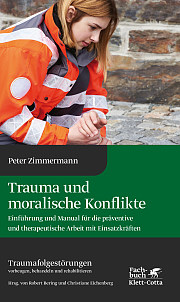 Peter Zimmermann
Trauma und
moralische Konflikte
Einführung und Manual für die präventive
und therapeutische Arbeit mit Einsatzkräften
Traumafolgestörungen
vorbeugen, behandeln und rehabilitieren
Hrsg. von Robert Bering und Christiane Eichenberg
Fach-
buch
Klett-Cotta